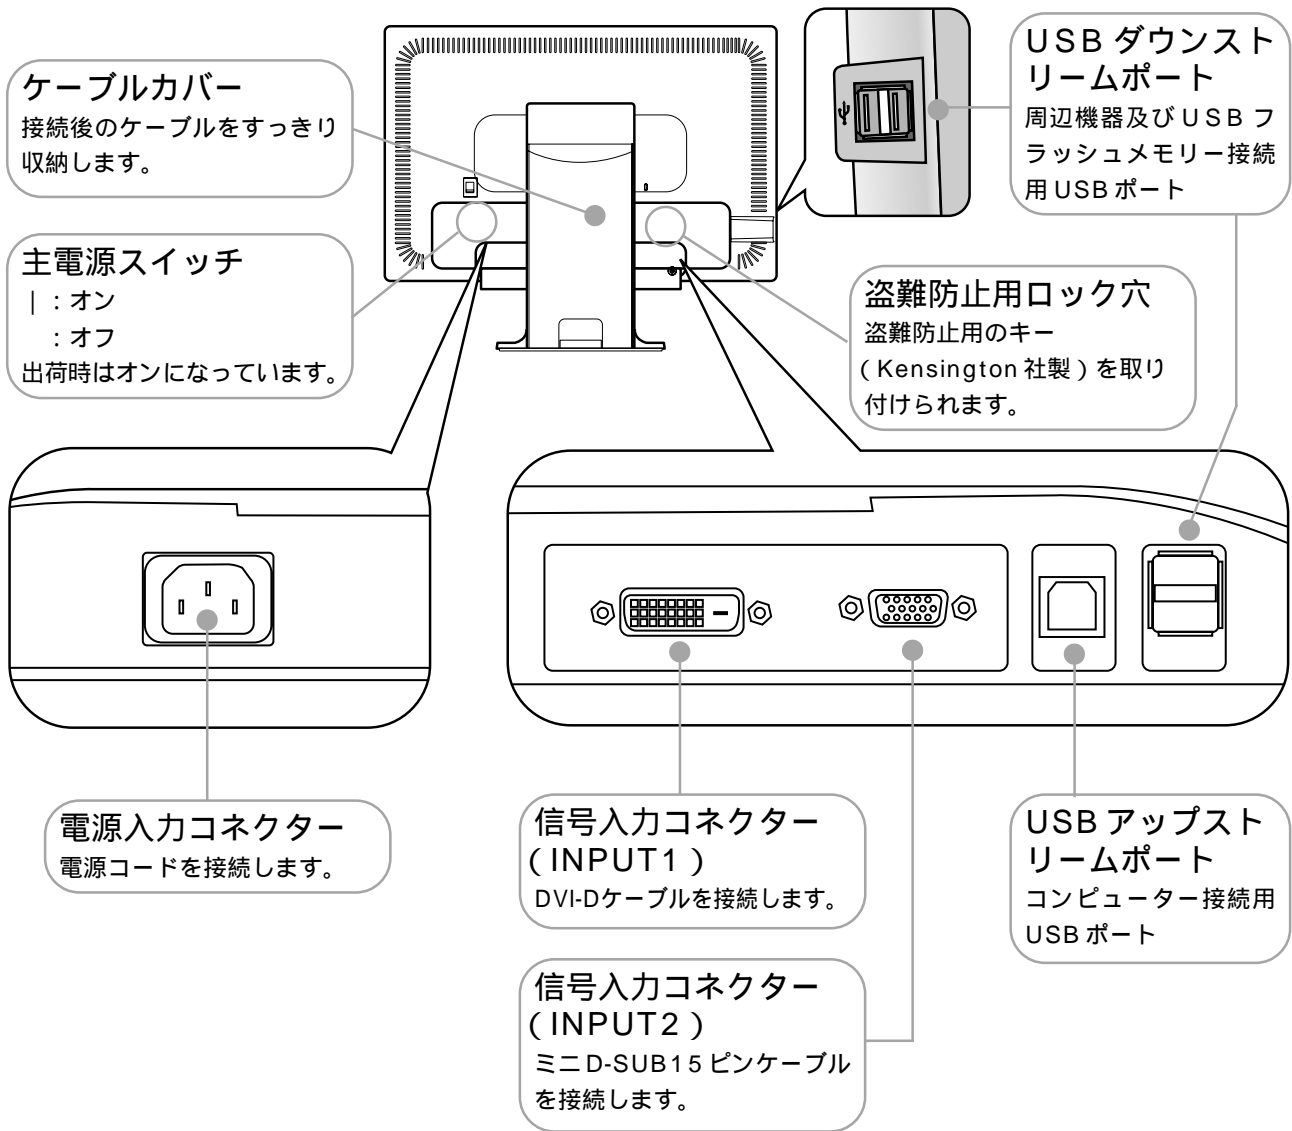 ケーブルカバー
接続後のケーブルをすっきり
収納します。
主電源スイッチ
｜：オン
：オフ
出荷時はオンになっています。
USB ダウンスト
リームポート
周辺機器及び USB フ
ラッシュメモリー接続
用 USB ポート
盗難防止用ロック穴
盗難防止用のキー
（Kensington 社製）を取り
付けられます。
電源入力コネクター
電源コードを接続します。
信号入力コネクター
（INPUT1）
DVI-Dケーブルを接続します。
信号入力コネクター
（INPUT2）
ミニ D-SUB15 ピンケーブル
を接続します。
USB アップスト
リームポート
コンピューター接続用
USB ポート